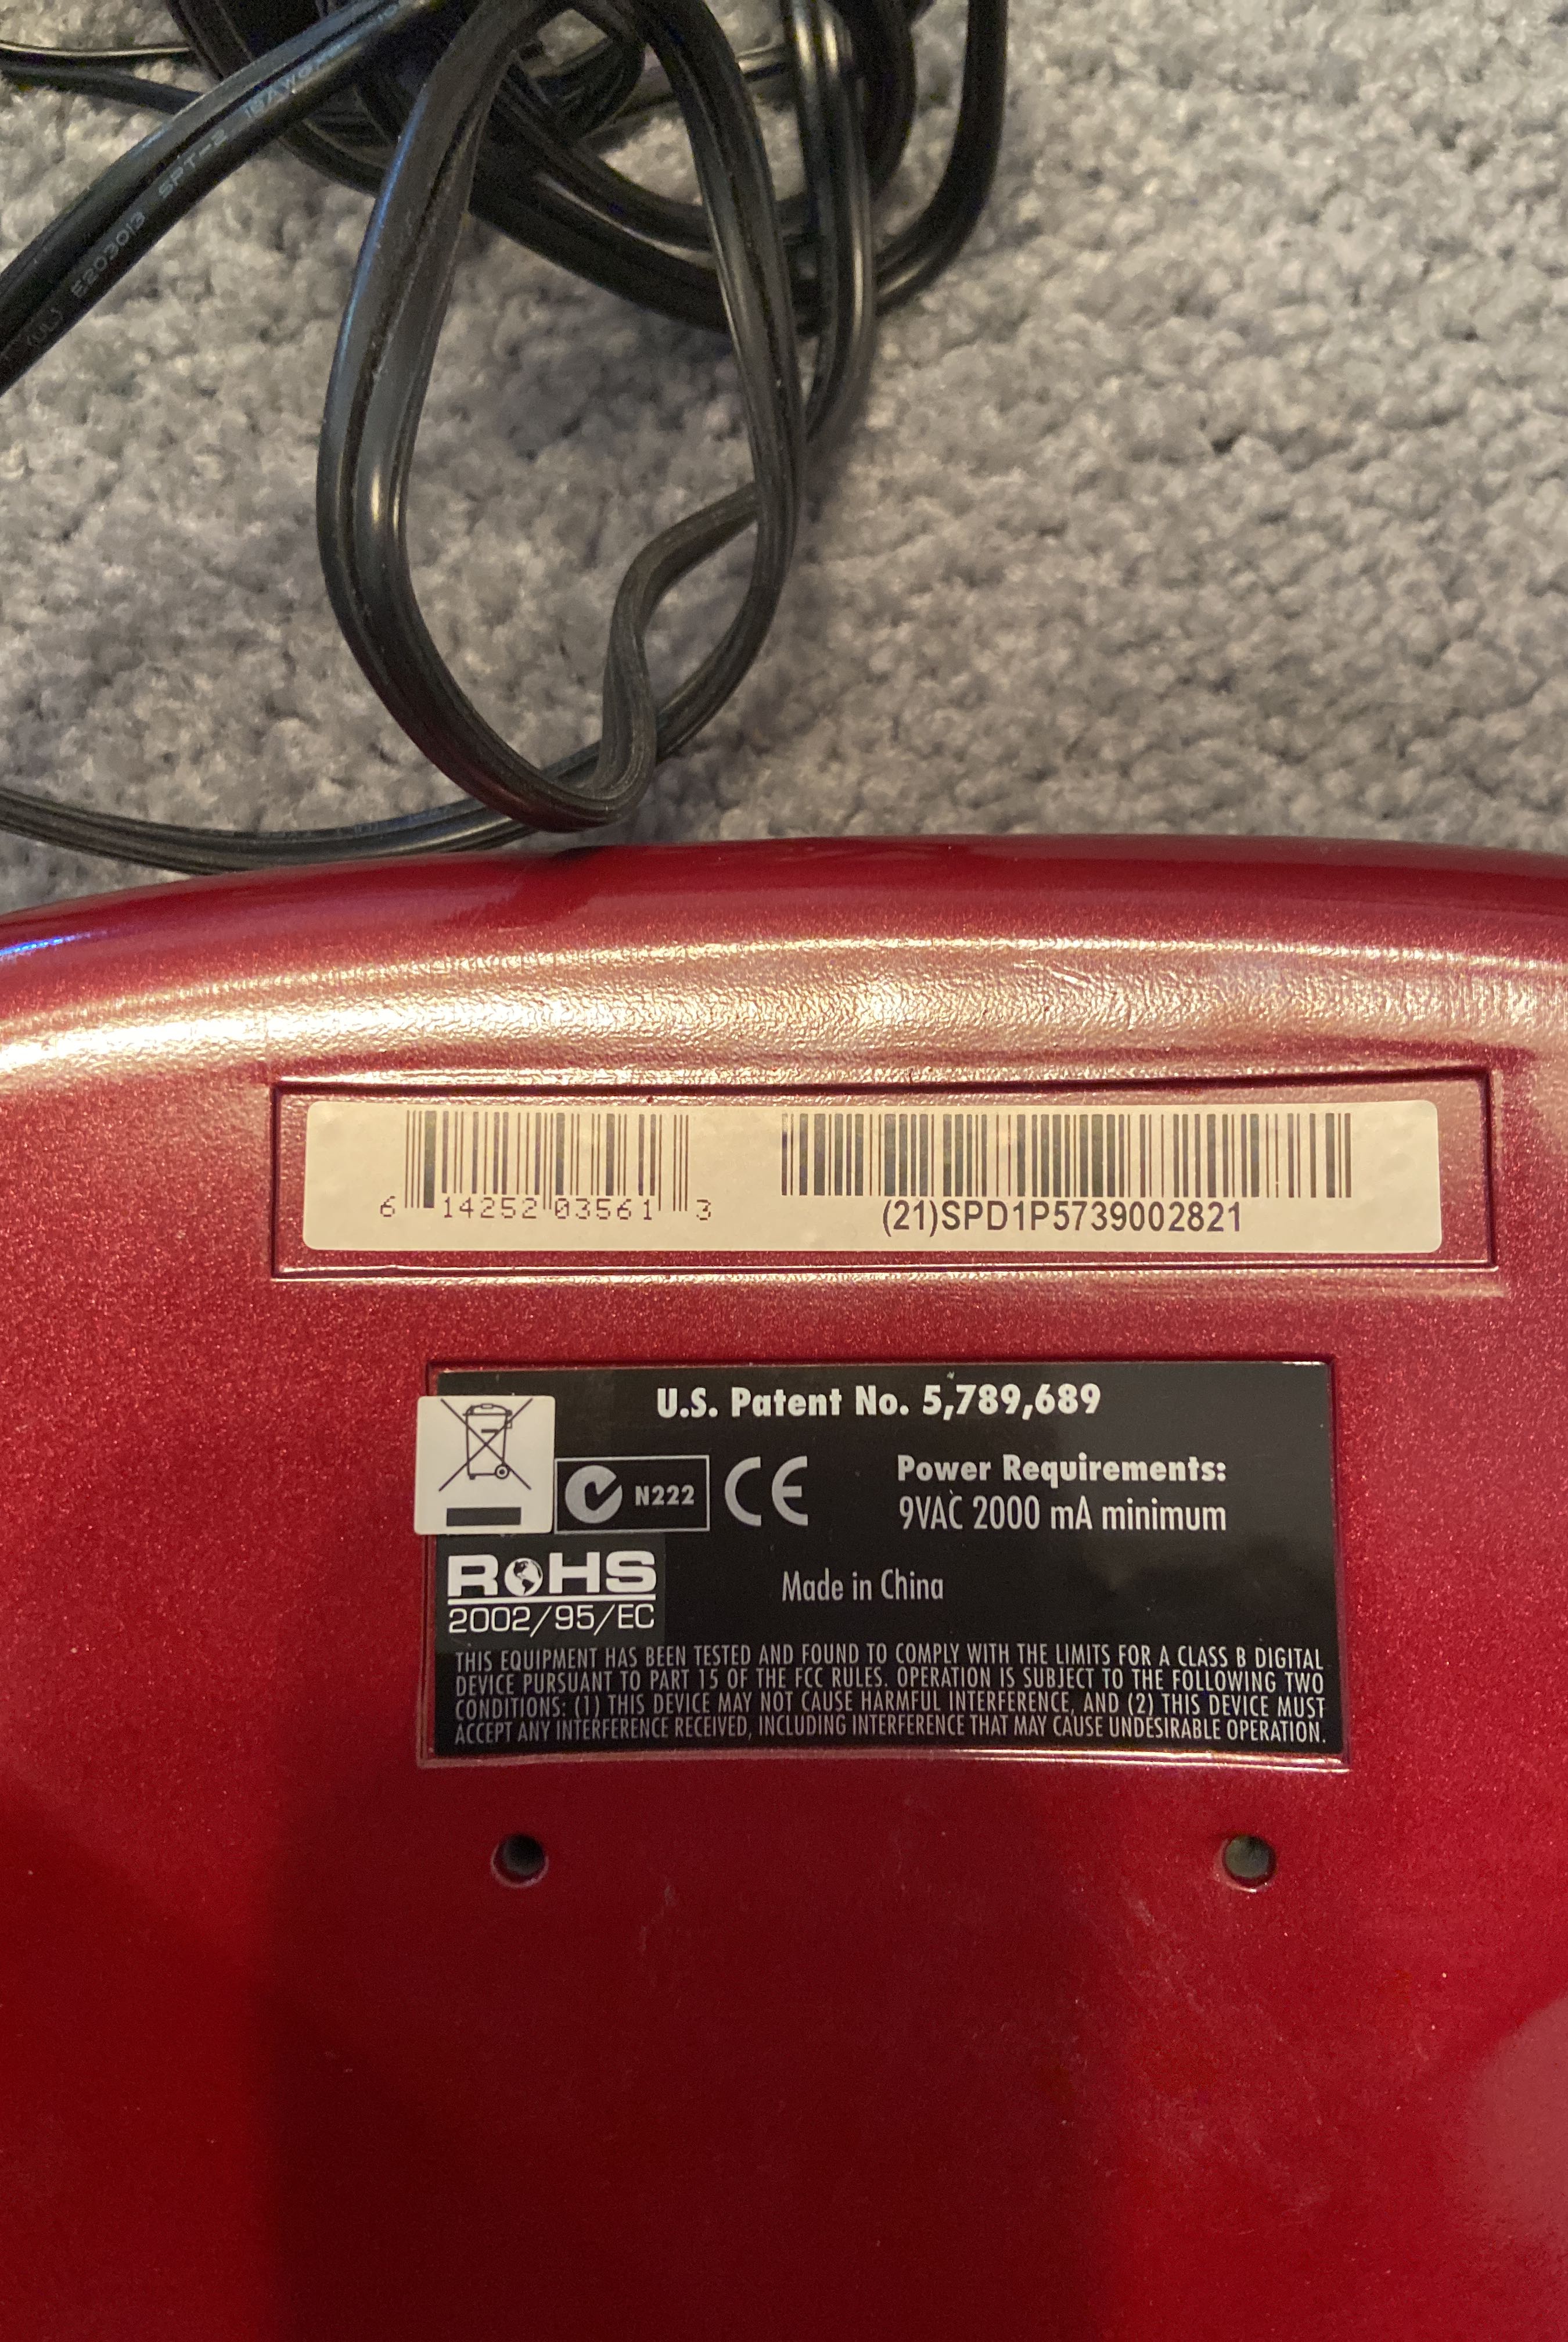 (UL) E203013 SPT-2 18AWGX
6 14252 03561 3
(21)SPD1P5739002821
U.S. Patent No. 5,789,689
N222 CE
Power Requirements:
9VAC 2000 mA minimum
ROHS
2002/95/EC
Made in China
THIS EQUIPMENT HAS BEEN TESTED AND FOUND TO COMPLY WITH THE LIMITS FOR A CLASS B DIGITAL
DEVICE PURSUANT TO PART 15 OF THE FCC RULES. OPERATION IS SUBJECT TO THE FOLLOWING TWO
CONDITIONS: (1) THIS DEVICE MAY NOT CAUSE HARMFUL INTERFERENCE, AND (2) THIS DEVICE MUST
ACCEPT ANY INTERFERENCE RECEIVED, INCLUDING INTERFERENCE THAT MAY CAUSE UNDESIRABLE OPERATION.